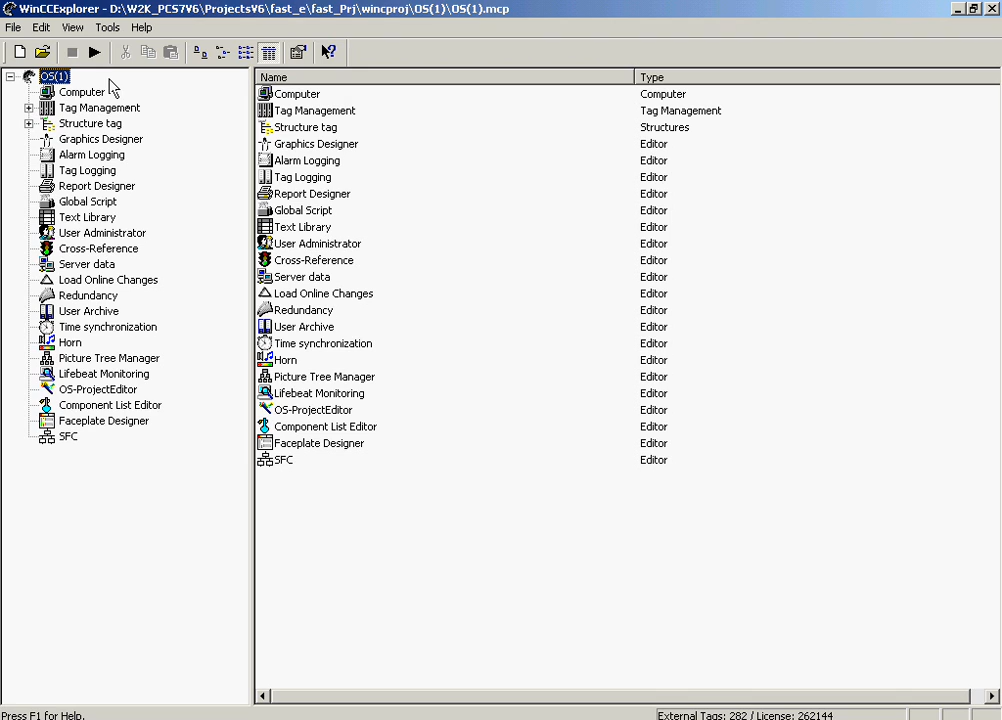 WinCCExplorer - D:\W2K_PCS7V6\ProjectsV6\fast_e\fast_Prj\wincproj\OS(1)\OS(1).mcp
File Edit View Tools Help
OS(1)
Computer
Tag Management
Structure tag
Graphics Designer
Alarm Logging
Tag Logging
Report Designer
Global Script
Text Library
User Administrator
Cross-Reference
Server data
Load Online Changes
Redundancy
User Archive
Time synchronization
Horn
Picture Tree Manager
Lifebeat Monitoring
OS-ProjectEditor
Component List Editor
Faceplate Designer
SFC
Name Type
Computer Computer
Tag Management Tag Management
Structure tag Structures
Graphics Designer Editor
Alarm Logging Editor
Tag Logging Editor
Report Designer Editor
Global Script Editor
Text Library Editor
User Administrator Editor
Cross-Reference Editor
Server data Editor
Load Online Changes Editor
Redundancy Editor
User Archive Editor
Time synchronization Editor
Horn Editor
Picture Tree Manager Editor
Lifebeat Monitoring Editor
OS-ProjectEditor Editor
Component List Editor Editor
Faceplate Designer Editor
SFC Editor
Press F1 for Help. External Tags: 282 / License: 262144